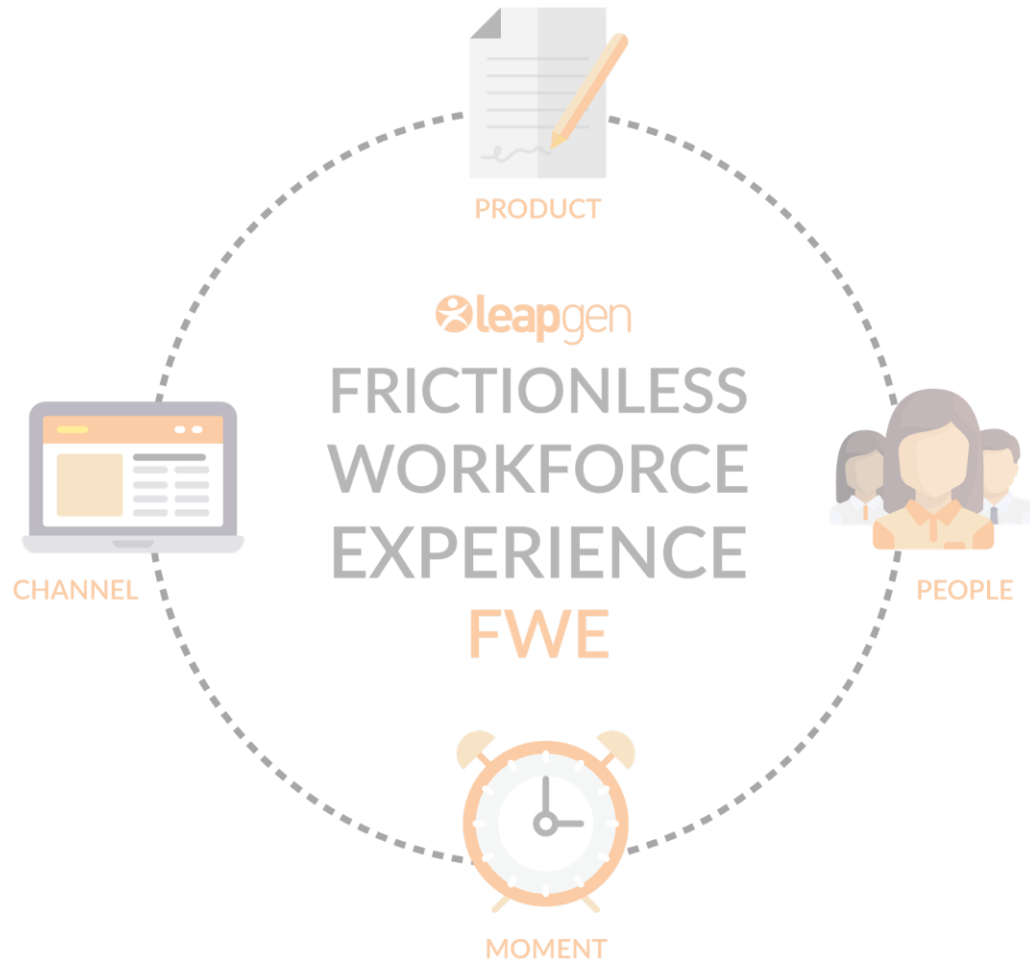 PRODUCT
leapgen
FRICTIONLESS
WORKFORCE
EXPERIENCE
FWE
CHANNEL
PEOPLE
MOMENT